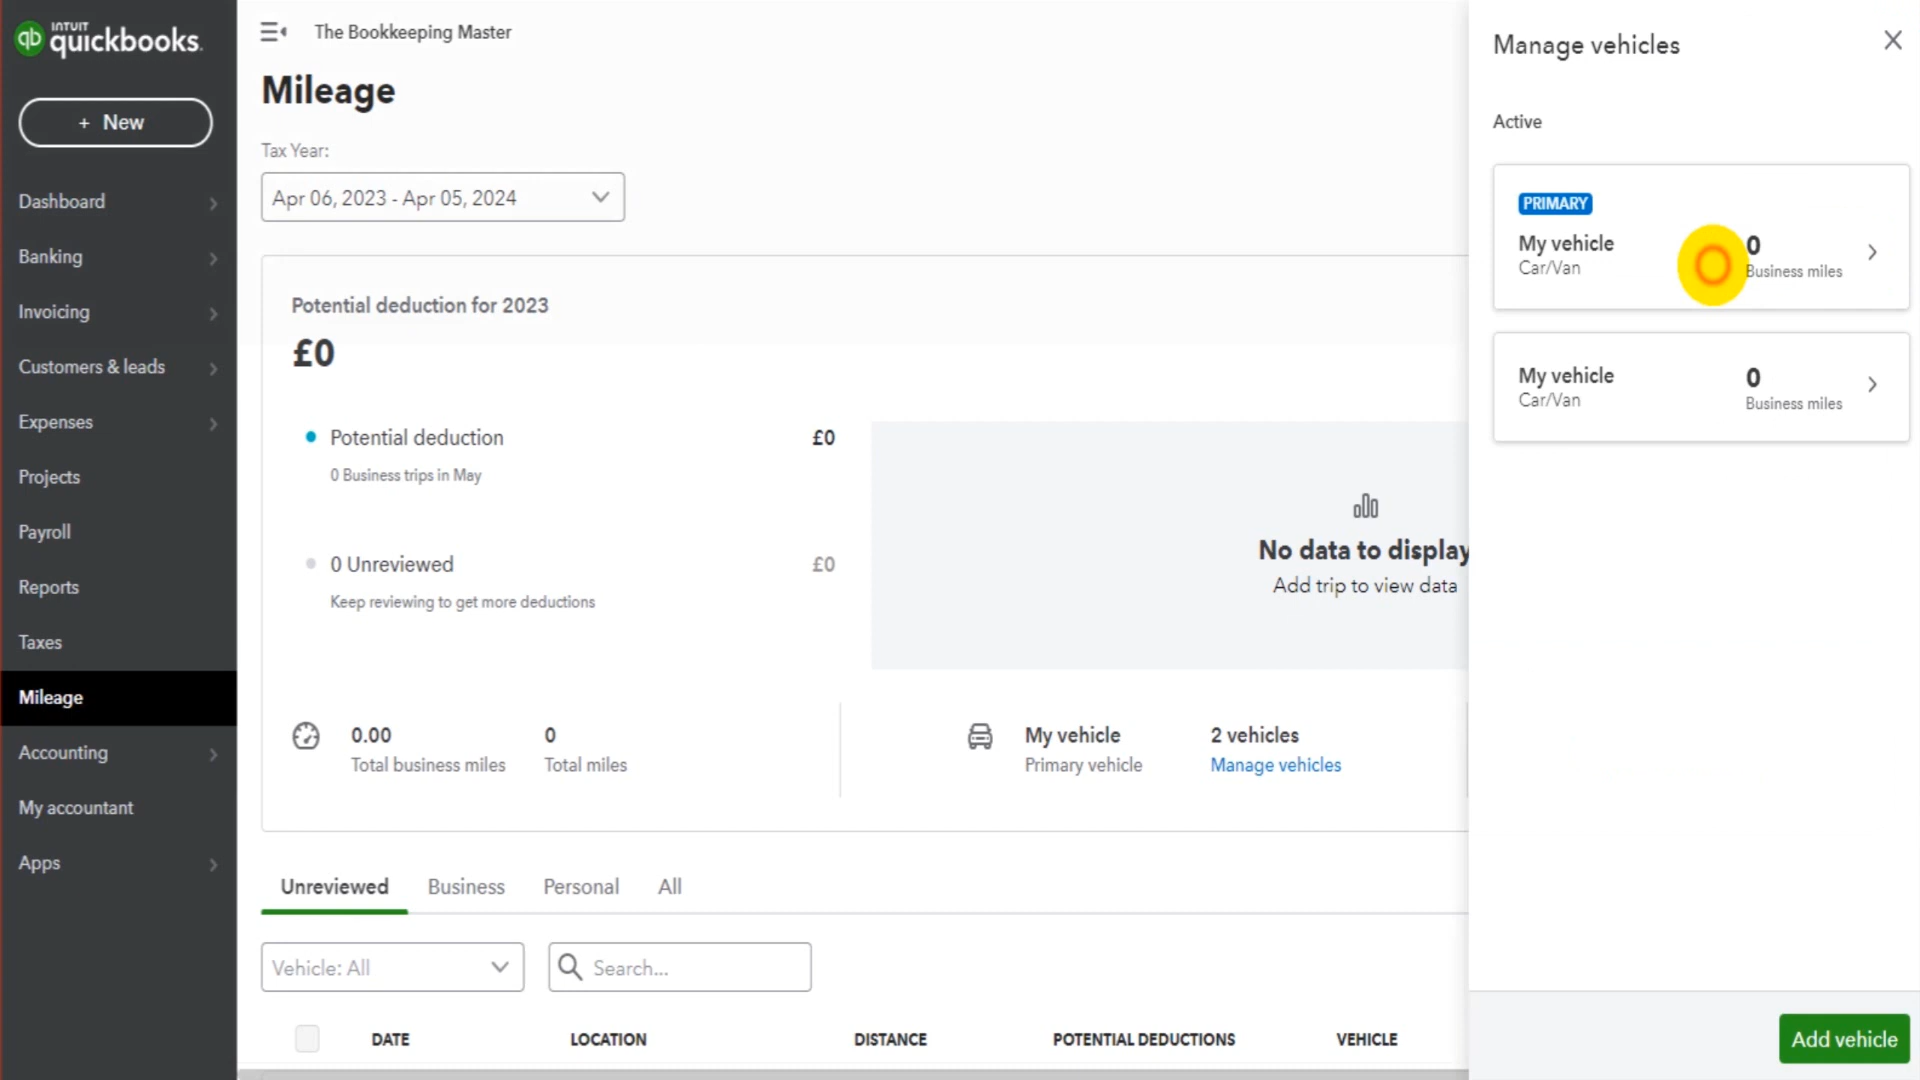 INTUIT
quickbooks.
qb
+ New
Dashboard
Banking
Invoicing
Customers & leads
Expenses
Projects
Payroll
Reports
Taxes
Mileage
Accounting
My accountant
Apps
The Bookkeeping Master
Mileage
Tax Year:
Apr 06, 2023 - Apr 05, 2024
Potential deduction for 2023
£0
Potential deduction £0
0 Business trips in May
0 Unreviewed £0
Keep reviewing to get more deductions
No data to display
Add trip to view data
0.00 0 My vehicle 2 vehicles
Total business miles Total miles Primary vehicle Manage vehicles
Unreviewed Business Personal All
Vehicle: All Search...
DATE LOCATION DISTANCE POTENTIAL DEDUCTIONS VEHICLE
Manage vehicles
Active
PRIMARY
My vehicle 0
Car/Van Business miles
My vehicle 0
Car/Van Business miles
Add vehicle